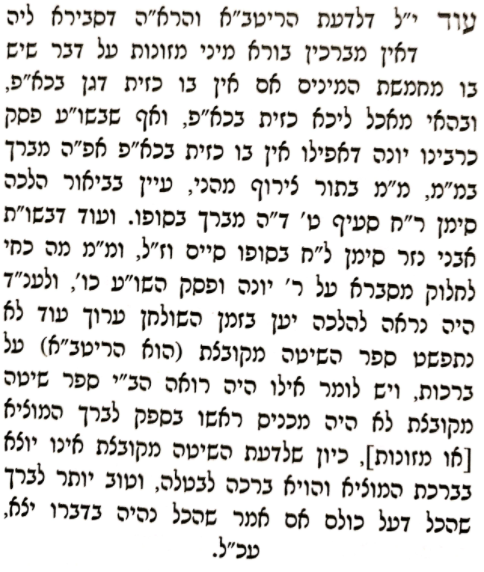 עוד י"ל דלדעת הריטב"א והרא"ה דסבירא ליה
דאין מברכין בורא מיני מזונות על דבר שיש
בו מחמשת המינים אם אין בו כזית דגן בכא"פ,
ובהאי מאכל ליכא כזית בכא"פ, ואף שבשו"ע פסק
כרבינו יונה דאפילו אין בו כזית בכא"פ אפ"ה מברך
במ"מ, מ"מ בתור צירוף מהני, עיין בביאור הלכה
סימן ר"ח סעיף ט' ד"ה מברך בסופו. ועוד דבשו"ת
אבני נזר סימן ל"ח בסופו סיים וז"ל, ומ"מ מה כחי
לחלוק מסברא על ר' יונה ופסק השו"ע כו', ולענ"ד
היה נראה להלכה יען בזמן השולחן ערוך עוד לא
נתפשט ספר השיטה מקובצת (הוא הריטב"א) על
ברכות, ויש לומר אילו היה רואה הב"י ספר שיטה
מקובצת לא היה מכניס ראשו בספק לברך המוציא
[או מזונות], כיון שלדעת השיטה מקובצת אינו יוצא
בברכת המוציא והויא ברכה לבטלה, וטוב יותר לברך
שהכל דעל כולם אם אמר שהכל נהיה בדברו יצא,
עכ"ל.